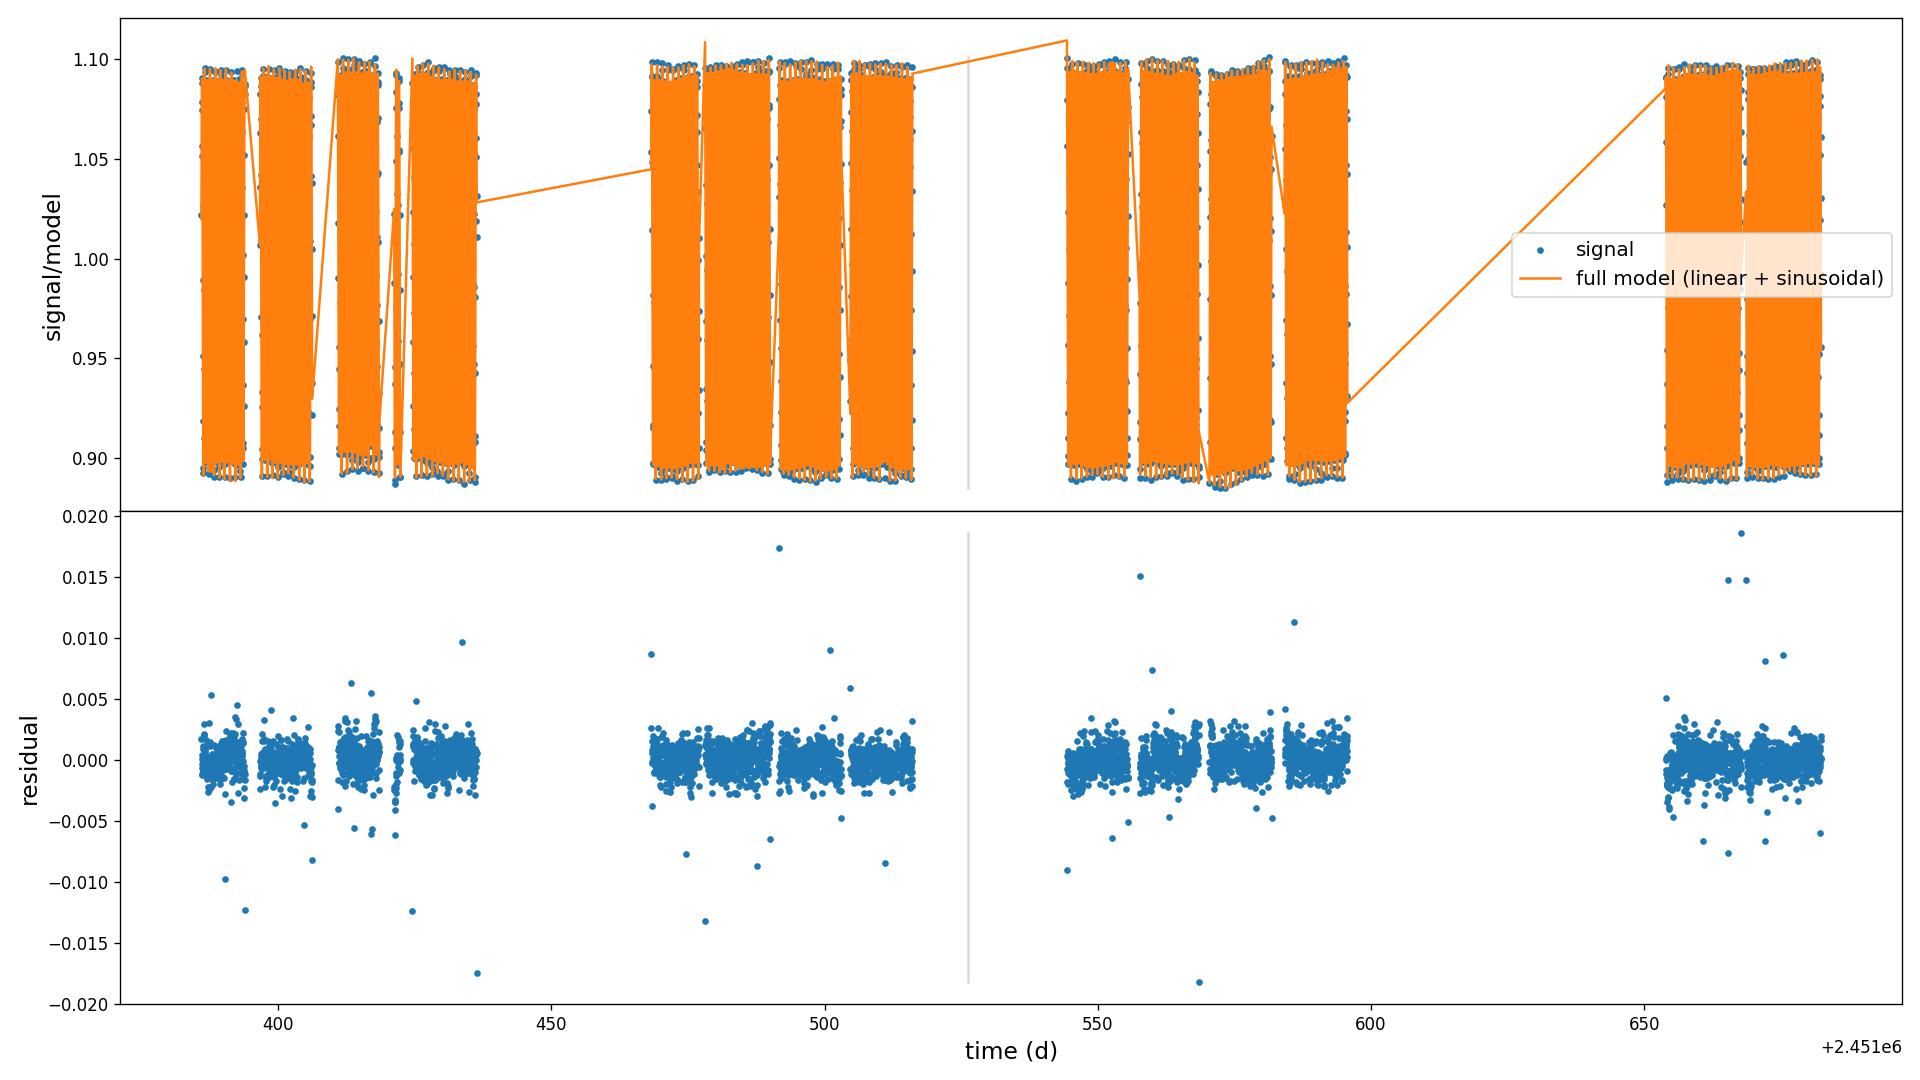 1.10
1.05
1.00
0.95
0.90
signal/model
signal
full model (linear + sinusoidal)
0.020
0.015
0.010
0.005
0.000
−0.005
−0.010
−0.015
−0.020
residual
400 450 500 550 600 650
time (d)
+2.451e6